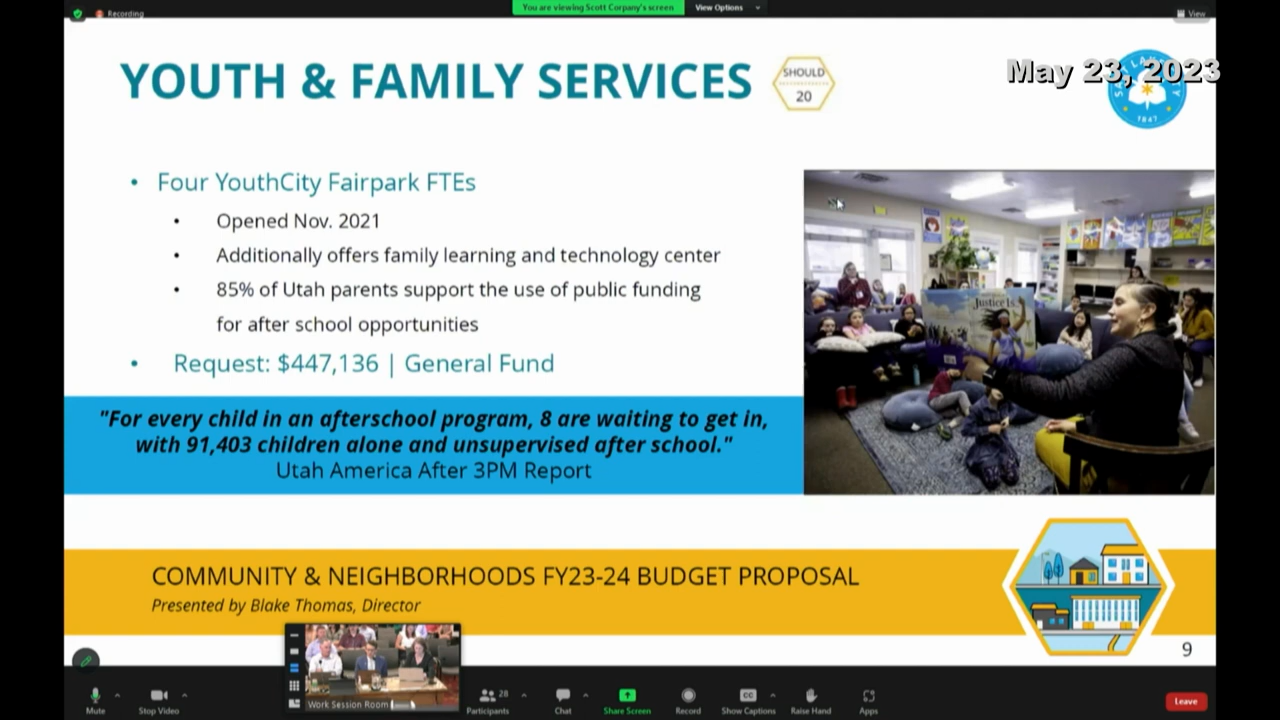 Recording
You are viewing Scott Corpany's screen
View Options
View
YOUTH & FAMILY SERVICES
SHOULD
20
May 23, 2023
1847
• Four YouthCity Fairpark FTEs
• Opened Nov. 2021
• Additionally offers family learning and technology center
• 85% of Utah parents support the use of public funding
for after school opportunities
• Request: $447,136 | General Fund
Justice Is
"For every child in an afterschool program, 8 are waiting to get in,
with 91,403 children alone and unsupervised after school."
Utah America After 3PM Report
COMMUNITY & NEIGHBORHOODS FY23-24 BUDGET PROPOSAL
Presented by Blake Thomas, Director
9
Work Session Room
Mute
Stop Video
Participants
28
Chat
Share Screen
Record
CC
Show Captions
Raise Hand
Apps
Leave